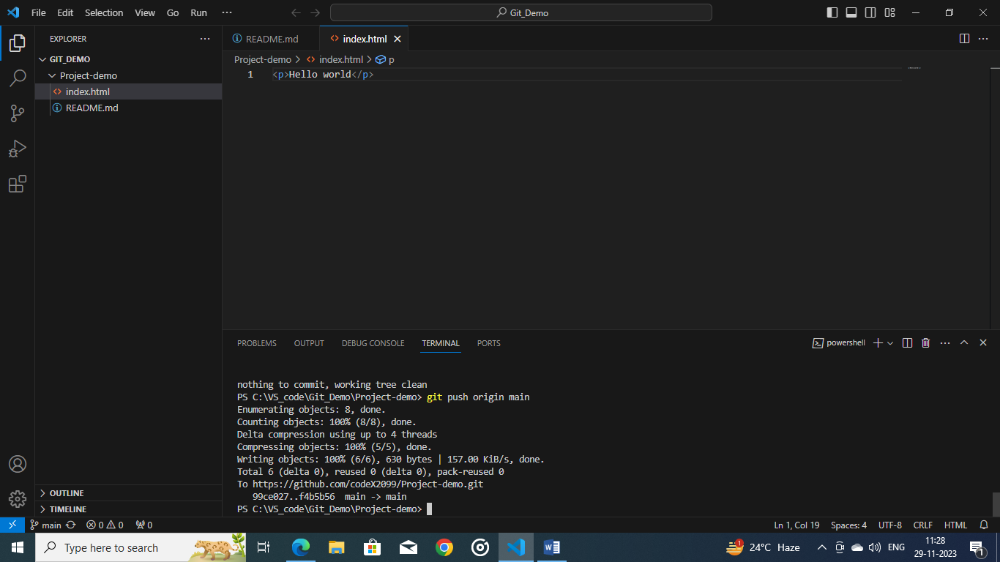 File Edit Selection View Go Run ···
Git_Demo
EXPLORER
GIT_DEMO
Project-demo
index.html
README.md
README.md
index.html
Project-demo > index.html > p
1 <p>Hello world</p>
PROBLEMS OUTPUT DEBUG CONSOLE TERMINAL PORTS
powershell
nothing to commit, working tree clean
PS C:\VS_code\Git_Demo\Project-demo> git push origin main
Enumerating objects: 8, done.
Counting objects: 100% (8/8), done.
Delta compression using up to 4 threads
Compressing objects: 100% (5/5), done.
Writing objects: 100% (6/6), 630 bytes | 157.00 KiB/s, done.
Total 6 (delta 0), reused 0 (delta 0), pack-reused 0
To https://github.com/codeX2099/Project-demo.git
99ce027..f4b5b56 main -> main
PS C:\VS_code\Git_Demo\Project-demo>
OUTLINE
TIMELINE
main 0 0 0
Ln 1, Col 19 Spaces: 4 UTF-8 CRLF HTML
Type here to search
1
24°C Haze
ENG
11:28
29-11-2023
1